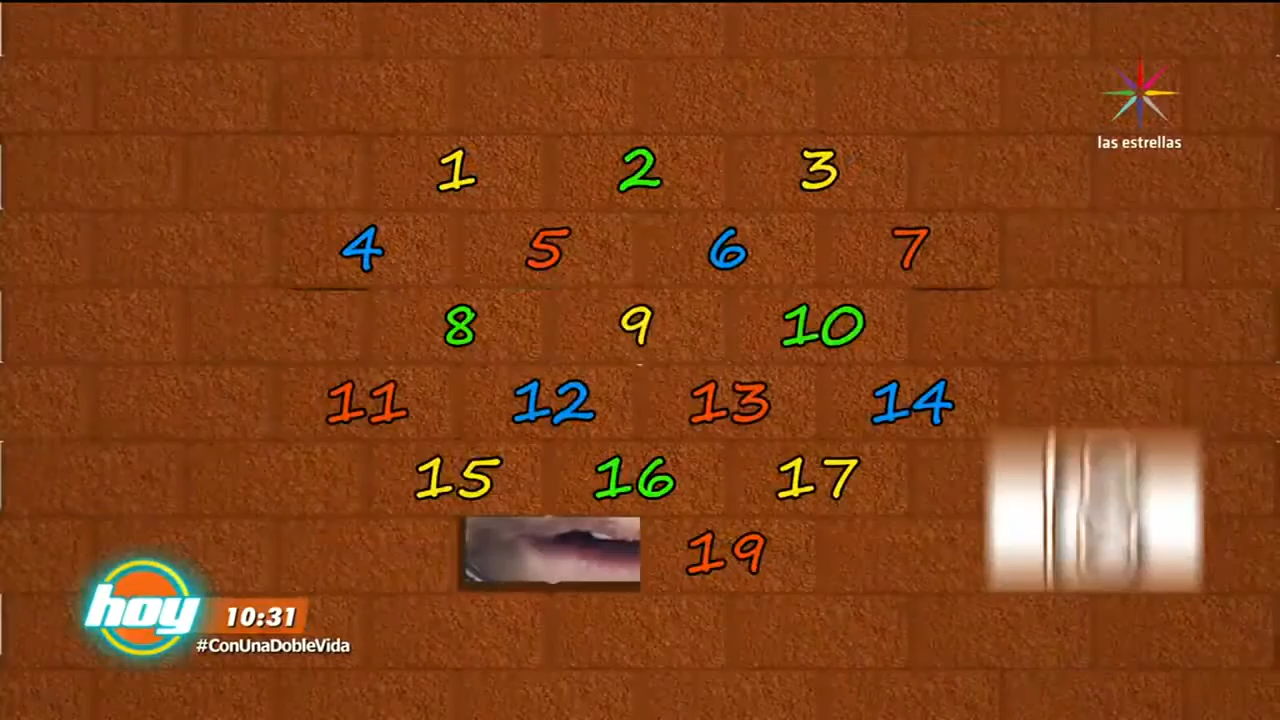 las estrellas
1 2 3
4 5 6 7
8 9 10
11 12 13 14
15 16 17
19
hoy 10:31
#ConUnaDobleVida